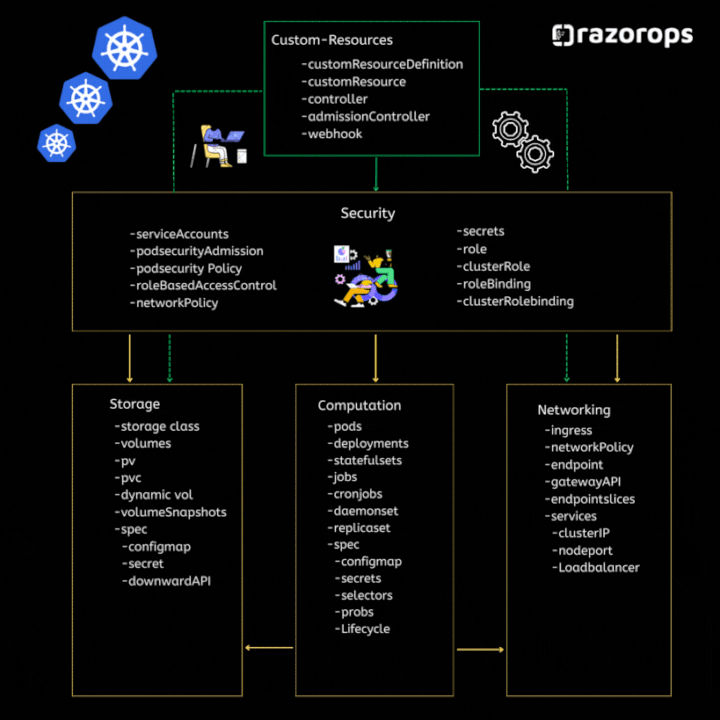 razorops
Custom-Resources
-customResourceDefinition
-customResource
-controller
-admissionController
-webhook
Security
-serviceAccounts
-podsecurityAdmission
-podsecurity Policy
-roleBasedAccessControl
-networkPolicy
-secrets
-role
-clusterRole
-roleBinding
-clusterRolebinding
Storage
-storage class
-volumes
-pv
-pvc
-dynamic vol
-volumeSnapshots
-spec
-configmap
-secret
-downwardAPI
Computation
-pods
-deployments
-statefulsets
-jobs
-cronjobs
-daemonset
-replicaset
-spec
-configmap
-secrets
-selectors
-probs
-Lifecycle
Networking
-ingress
-networkPolicy
-endpoint
-gatewayAPI
-endpointslices
-services
-clusterIP
-nodeport
-Loadbalancer